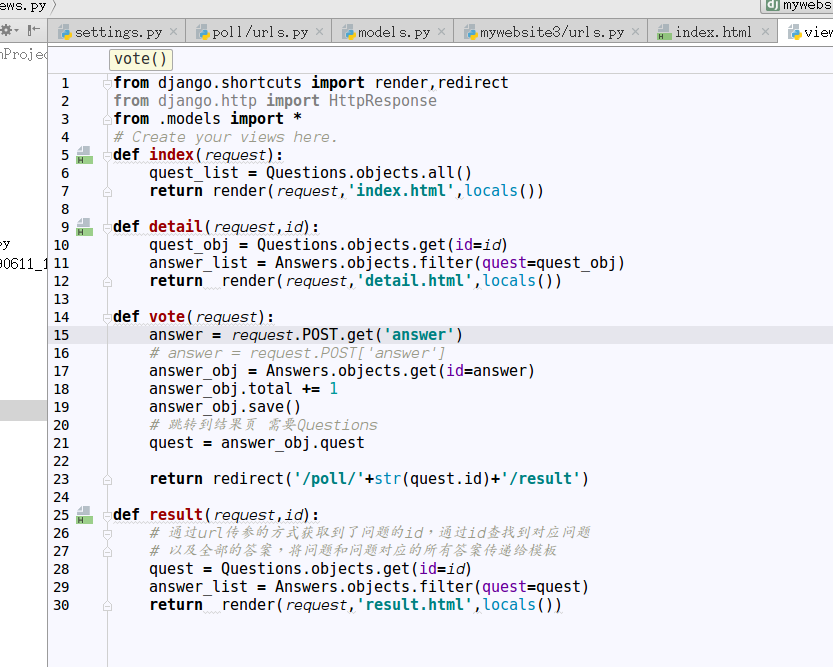 ews.py
mywebs
settings.py
poll/urls.py
models.py
mywebsite3/urls.py
index.html
view
nProjec
vote()
1 from django.shortcuts import render,redirect
2 from django.http import HttpResponse
3 from .models import *
4 # Create your views here.
5 def index(request):
6 quest_list = Questions.objects.all()
7 return render(request,'index.html',locals())
8
9 def detail(request,id):
py
10 quest_obj = Questions.objects.get(id=id)
90611_1
11 answer_list = Answers.objects.filter(quest=quest_obj)
12 return render(request,'detail.html',locals())
13
14 def vote(request):
15 answer = request.POST.get('answer')
16 # answer = request.POST['answer']
17 answer_obj = Answers.objects.get(id=answer)
18 answer_obj.total += 1
19 answer_obj.save()
20 # 跳转到结果页 需要Questions
21 quest = answer_obj.quest
22
23 return redirect('/poll/'+str(quest.id)+'/result')
24
25 def result(request,id):
26 # 通过url传参的方式获取到了问题的id，通过id查找到对应问题
27 # 以及全部的答案，将问题和问题对应的所有答案传递给模板
28 quest = Questions.objects.get(id=id)
29 answer_list = Answers.objects.filter(quest=quest)
30 return render(request,'result.html',locals())